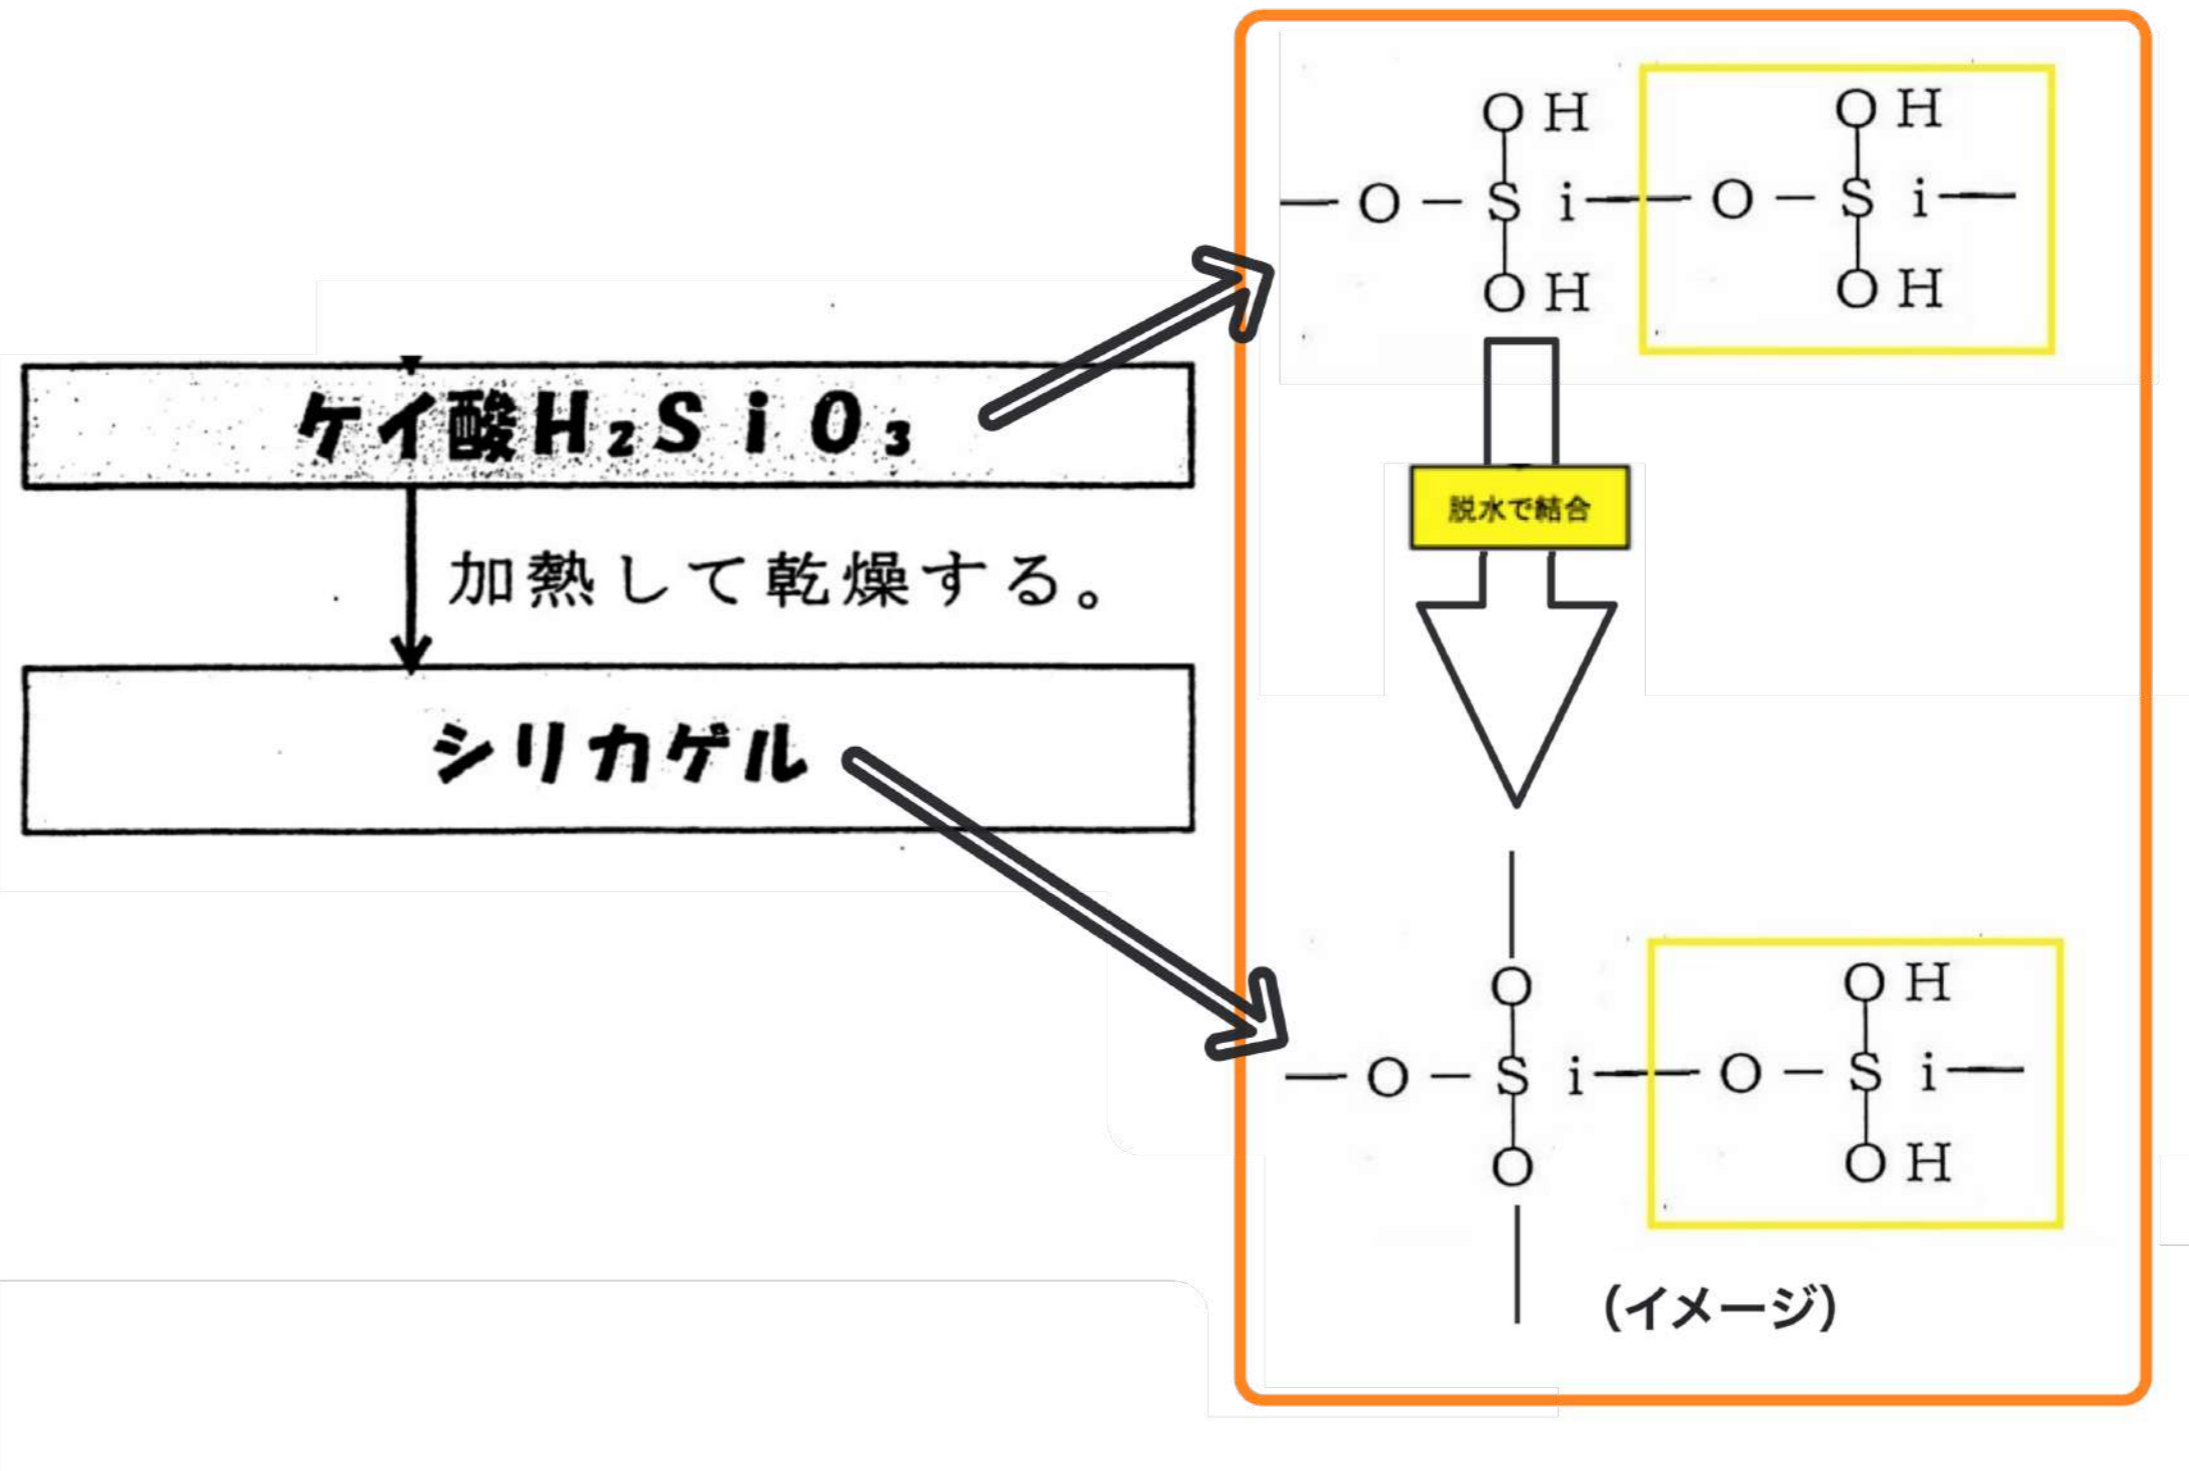 ケイ酸H₂SiO₃
加熱して乾燥する。
シリカゲル
OH OH
— O — Si — O — Si —
OH OH
脱水で結合
O OH
— O — Si — O — Si —
O OH
(イメージ)